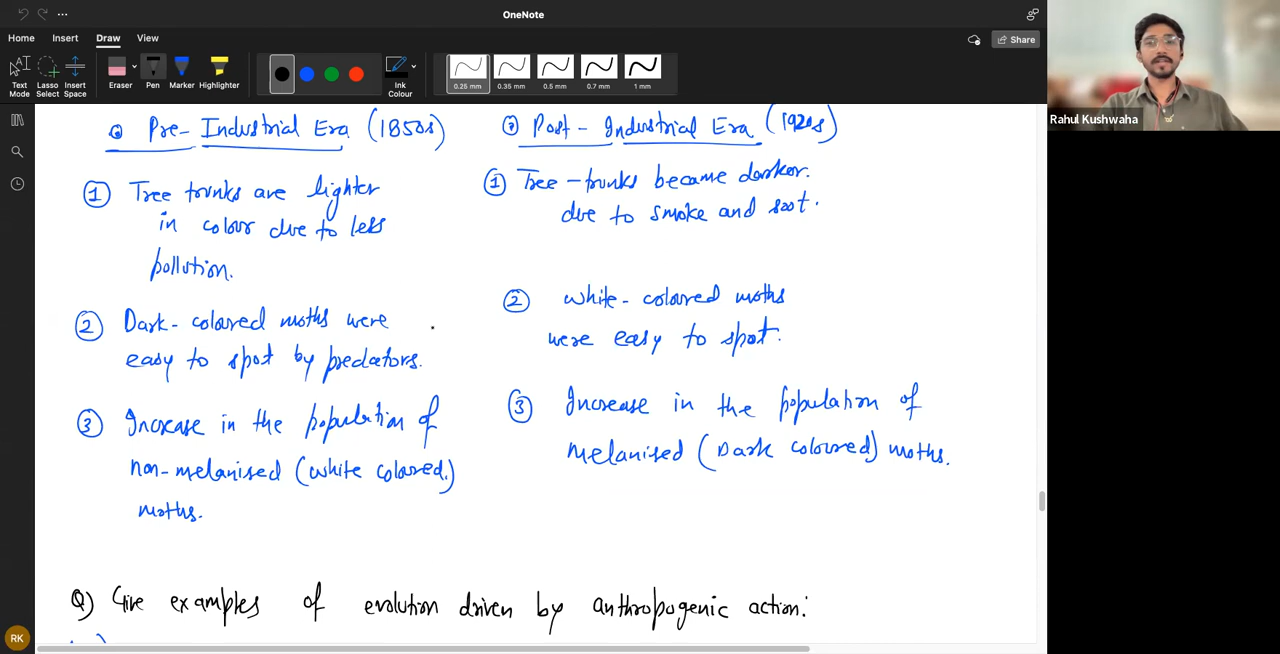 OneNote
Home Insert Draw View
Share
Text Mode
Lasso Select
Insert Space
Eraser
Pen
Marker
Highlighter
Ink Colour
0.25 mm
0.35 mm
0.5 mm
0.7 mm
1 mm
Rahul Kushwaha
Pre-Industrial Era (1850s)
① Tree trunks are lighter
in colour due to less
pollution.
② Dark-coloured moths were
easy to spot by predators.
③ Increase in the population of
non-melanised (white coloured.)
moths.
Post-Industrial Era (1920s)
① Tree-trunks became darker
due to smoke and soot.
② white-coloured moths
were easy to spot.
③ Increase in the population of
melanised (Dark coloured) moths.
Q) Give examples of evolution driven by anthropogenic action:
RK